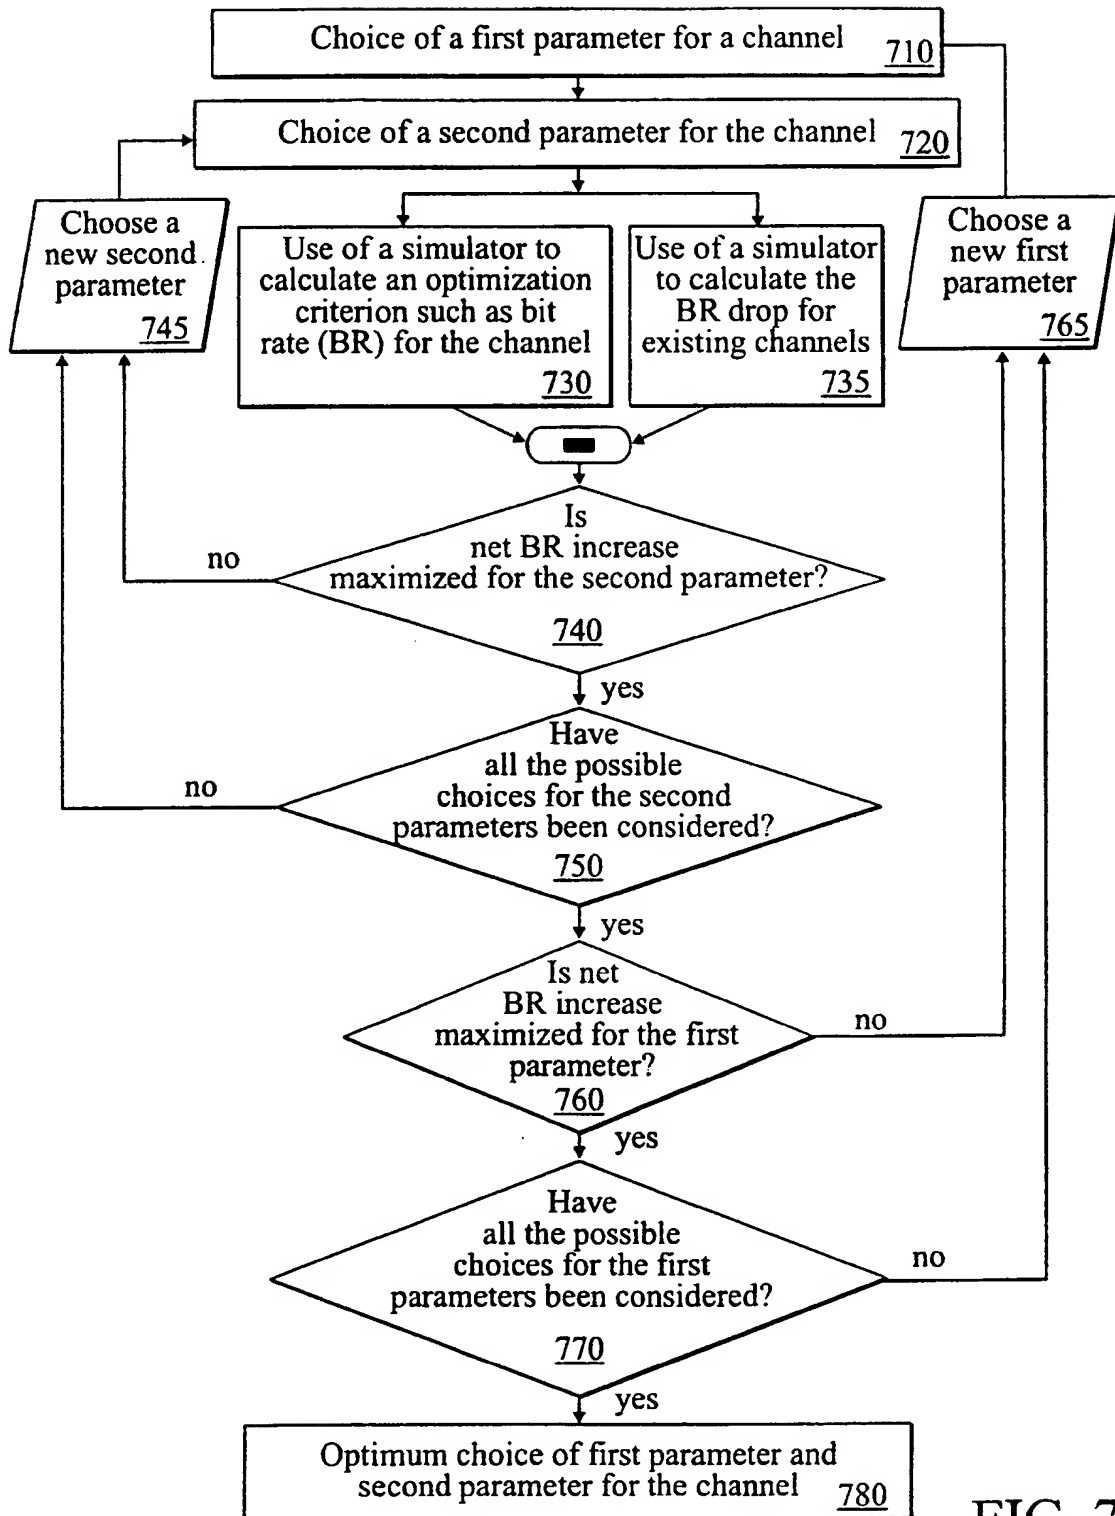 Choice of a first parameter for a channel
710
Choice of a second parameter for the channel
720
Choose a
new second
parameter
745
Use of a simulator to
calculate an optimization
criterion such as bit
rate (BR) for the channel
730
Use of a simulator
to calculate the
BR drop for
existing channels
735
Choose a
new first
parameter
765
Is
net BR increase
maximized for the second parameter?
740
no
yes
Have
all the possible
choices for the second
parameters been considered?
750
no
yes
Is net
BR increase
maximized for the first
parameter?
760
no
yes
Have
all the possible
choices for the first
parameters been considered?
770
no
yes
Optimum choice of first parameter and
second parameter for the channel
780
FIG. 7